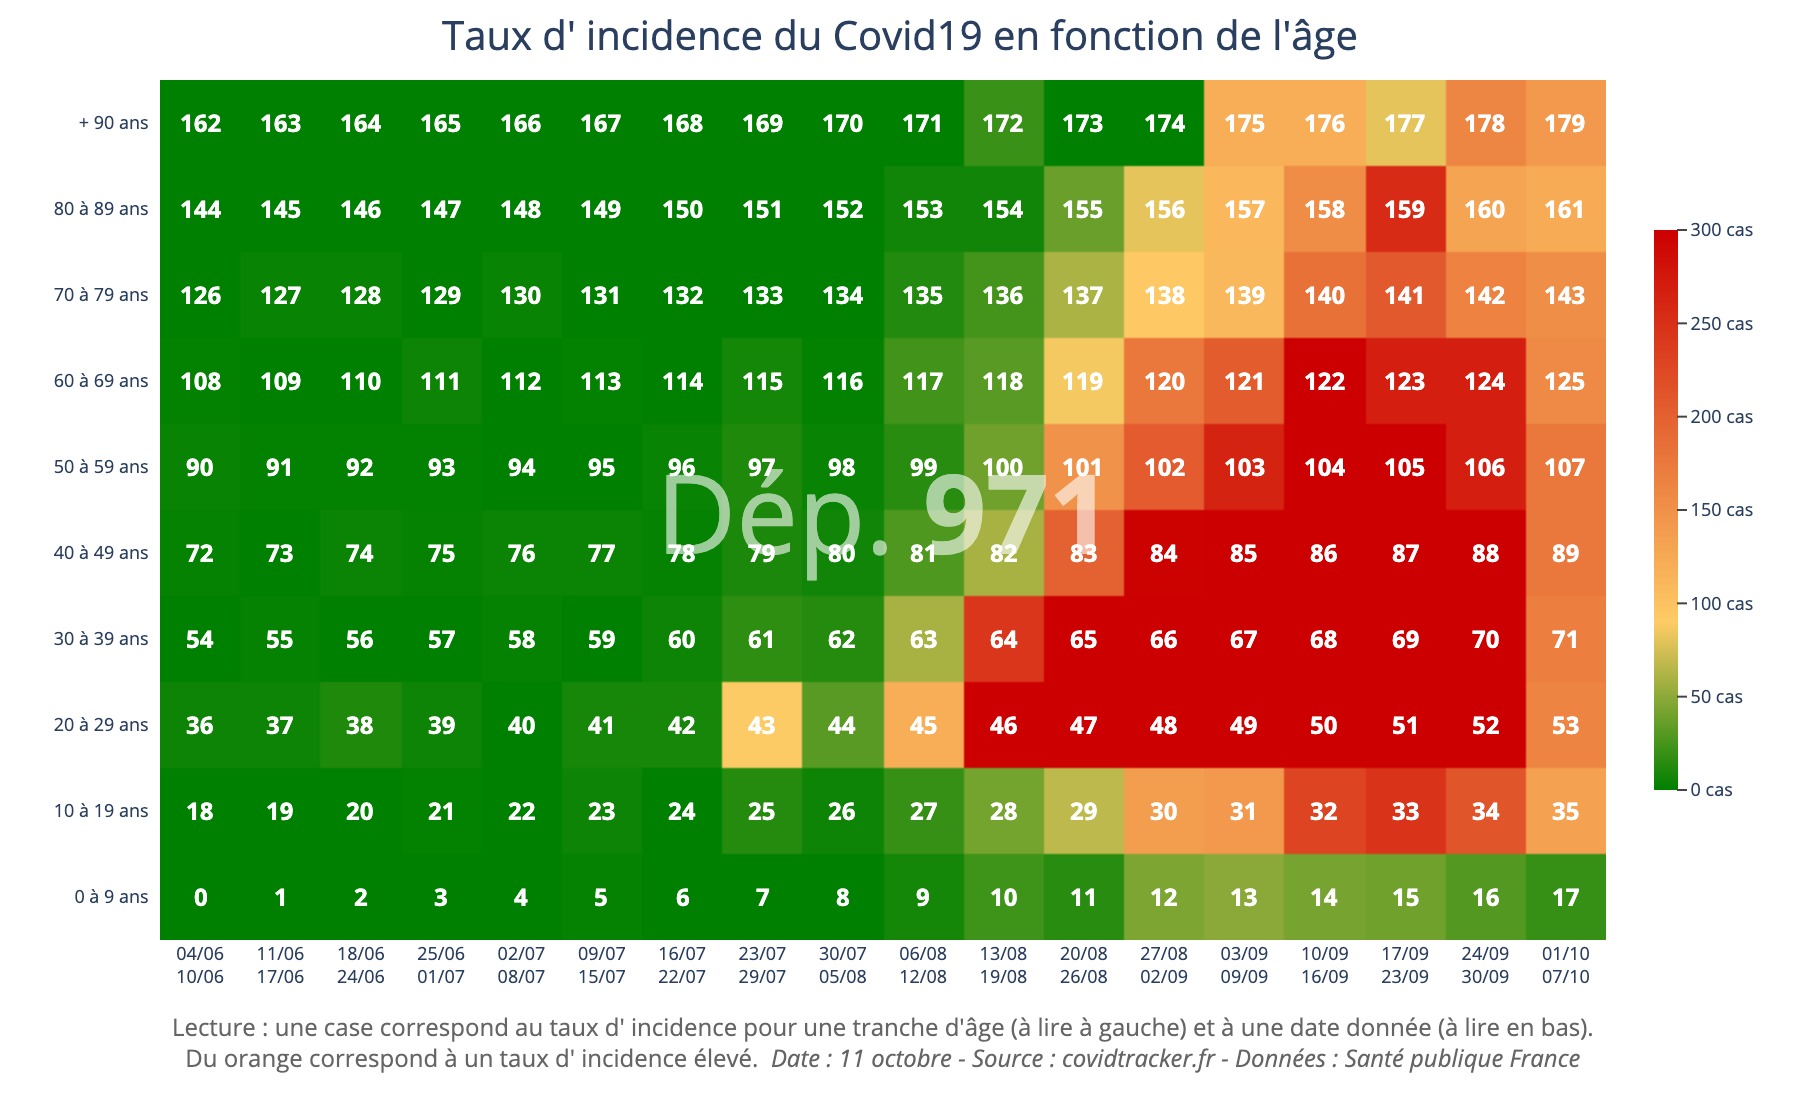 Taux d' incidence du Covid19 en fonction de l'âge
+ 90 ans 162 163 164 165 166 167 168 169 170 171 172 173 174 175 176 177 178 179
80 à 89 ans 144 145 146 147 148 149 150 151 152 153 154 155 156 157 158 159 160 161
70 à 79 ans 126 127 128 129 130 131 132 133 134 135 136 137 138 139 140 141 142 143
60 à 69 ans 108 109 110 111 112 113 114 115 116 117 118 119 120 121 122 123 124 125
50 à 59 ans 90 91 92 93 94 95 96 97 98 99 100 101 102 103 104 105 106 107
Dép. 971
40 à 49 ans 72 73 74 75 76 77 78 79 80 81 82 83 84 85 86 87 88 89
30 à 39 ans 54 55 56 57 58 59 60 61 62 63 64 65 66 67 68 69 70 71
20 à 29 ans 36 37 38 39 40 41 42 43 44 45 46 47 48 49 50 51 52 53
10 à 19 ans 18 19 20 21 22 23 24 25 26 27 28 29 30 31 32 33 34 35
0 à 9 ans 0 1 2 3 4 5 6 7 8 9 10 11 12 13 14 15 16 17
04/06 11/06 18/06 25/06 02/07 09/07 16/07 23/07 30/07 06/08 13/08 20/08 27/08 03/09 10/09 17/09 24/09 01/10
10/06 17/06 24/06 01/07 08/07 15/07 22/07 29/07 05/08 12/08 19/08 26/08 02/09 09/09 16/09 23/09 30/09 07/10
300 cas
250 cas
200 cas
150 cas
100 cas
50 cas
0 cas
Lecture : une case correspond au taux d' incidence pour une tranche d'âge (à lire à gauche) et à une date donnée (à lire en bas).
Du orange correspond à un taux d' incidence élevé. Date : 11 octobre - Source : covidtracker.fr - Données : Santé publique France